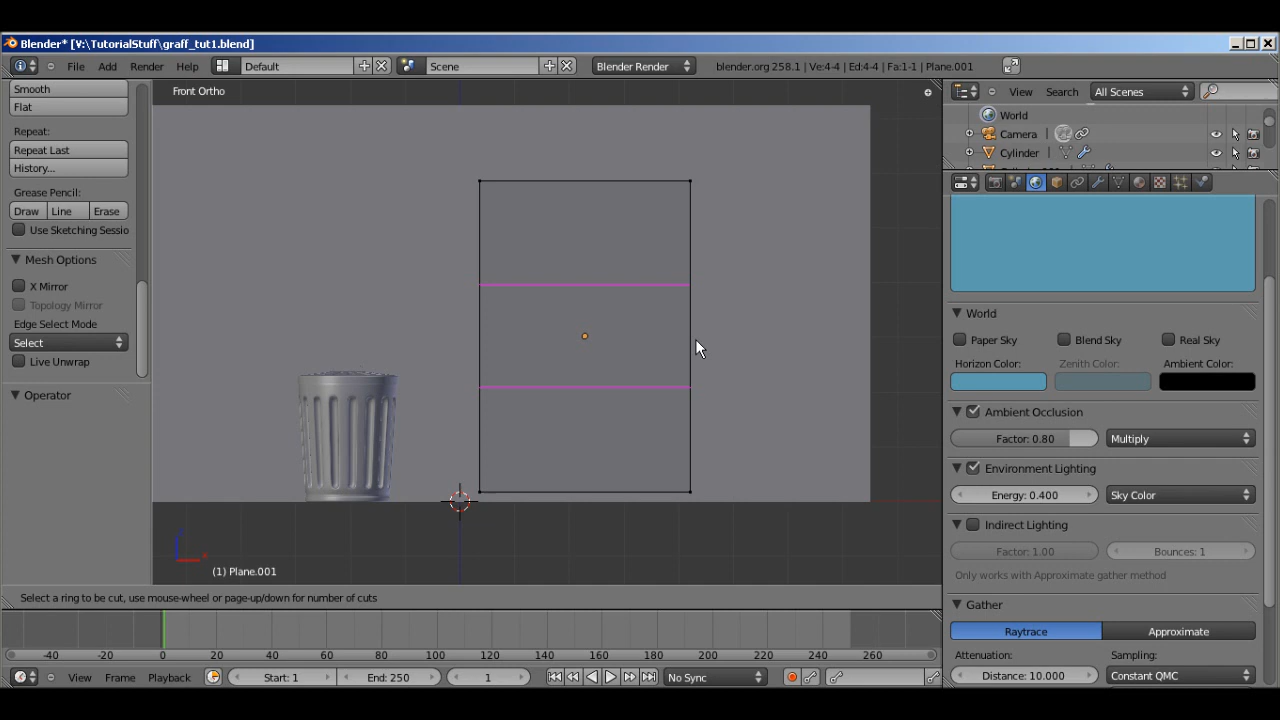 Blender* [V:\TutorialStuff\graff_tut1.blend]
File Add Render Help Default Scene Blender Render blender.org 258.1 | Ve:4-4 | Ed:4-4 | Fa:1-1 | Plane.001
Smooth
Flat
Repeat:
Repeat Last
History...
Grease Pencil:
Draw Line Erase
Use Sketching Sessio
Mesh Options
X Mirror
Topology Mirror
Edge Select Mode
Select
Live Unwrap
Operator
Front Ortho
(1) Plane.001
View Search All Scenes
World
Camera
Cylinder
World
Paper Sky Blend Sky Real Sky
Horizon Color: Zenith Color: Ambient Color:
Ambient Occlusion
Factor: 0.80 Multiply
Environment Lighting
Energy: 0.400 Sky Color
Indirect Lighting
Factor: 1.00 Bounces: 1
Only works with Approximate gather method
Gather
Raytrace Approximate
Attenuation: Sampling:
Distance: 10.000 Constant QMC
Select a ring to be cut, use mouse-wheel or page-up/down for number of cuts
-40 -20 0 20 40 60 80 100 120 140 160 180 200 220 240 260
View Frame Playback Start: 1 End: 250 1 No Sync